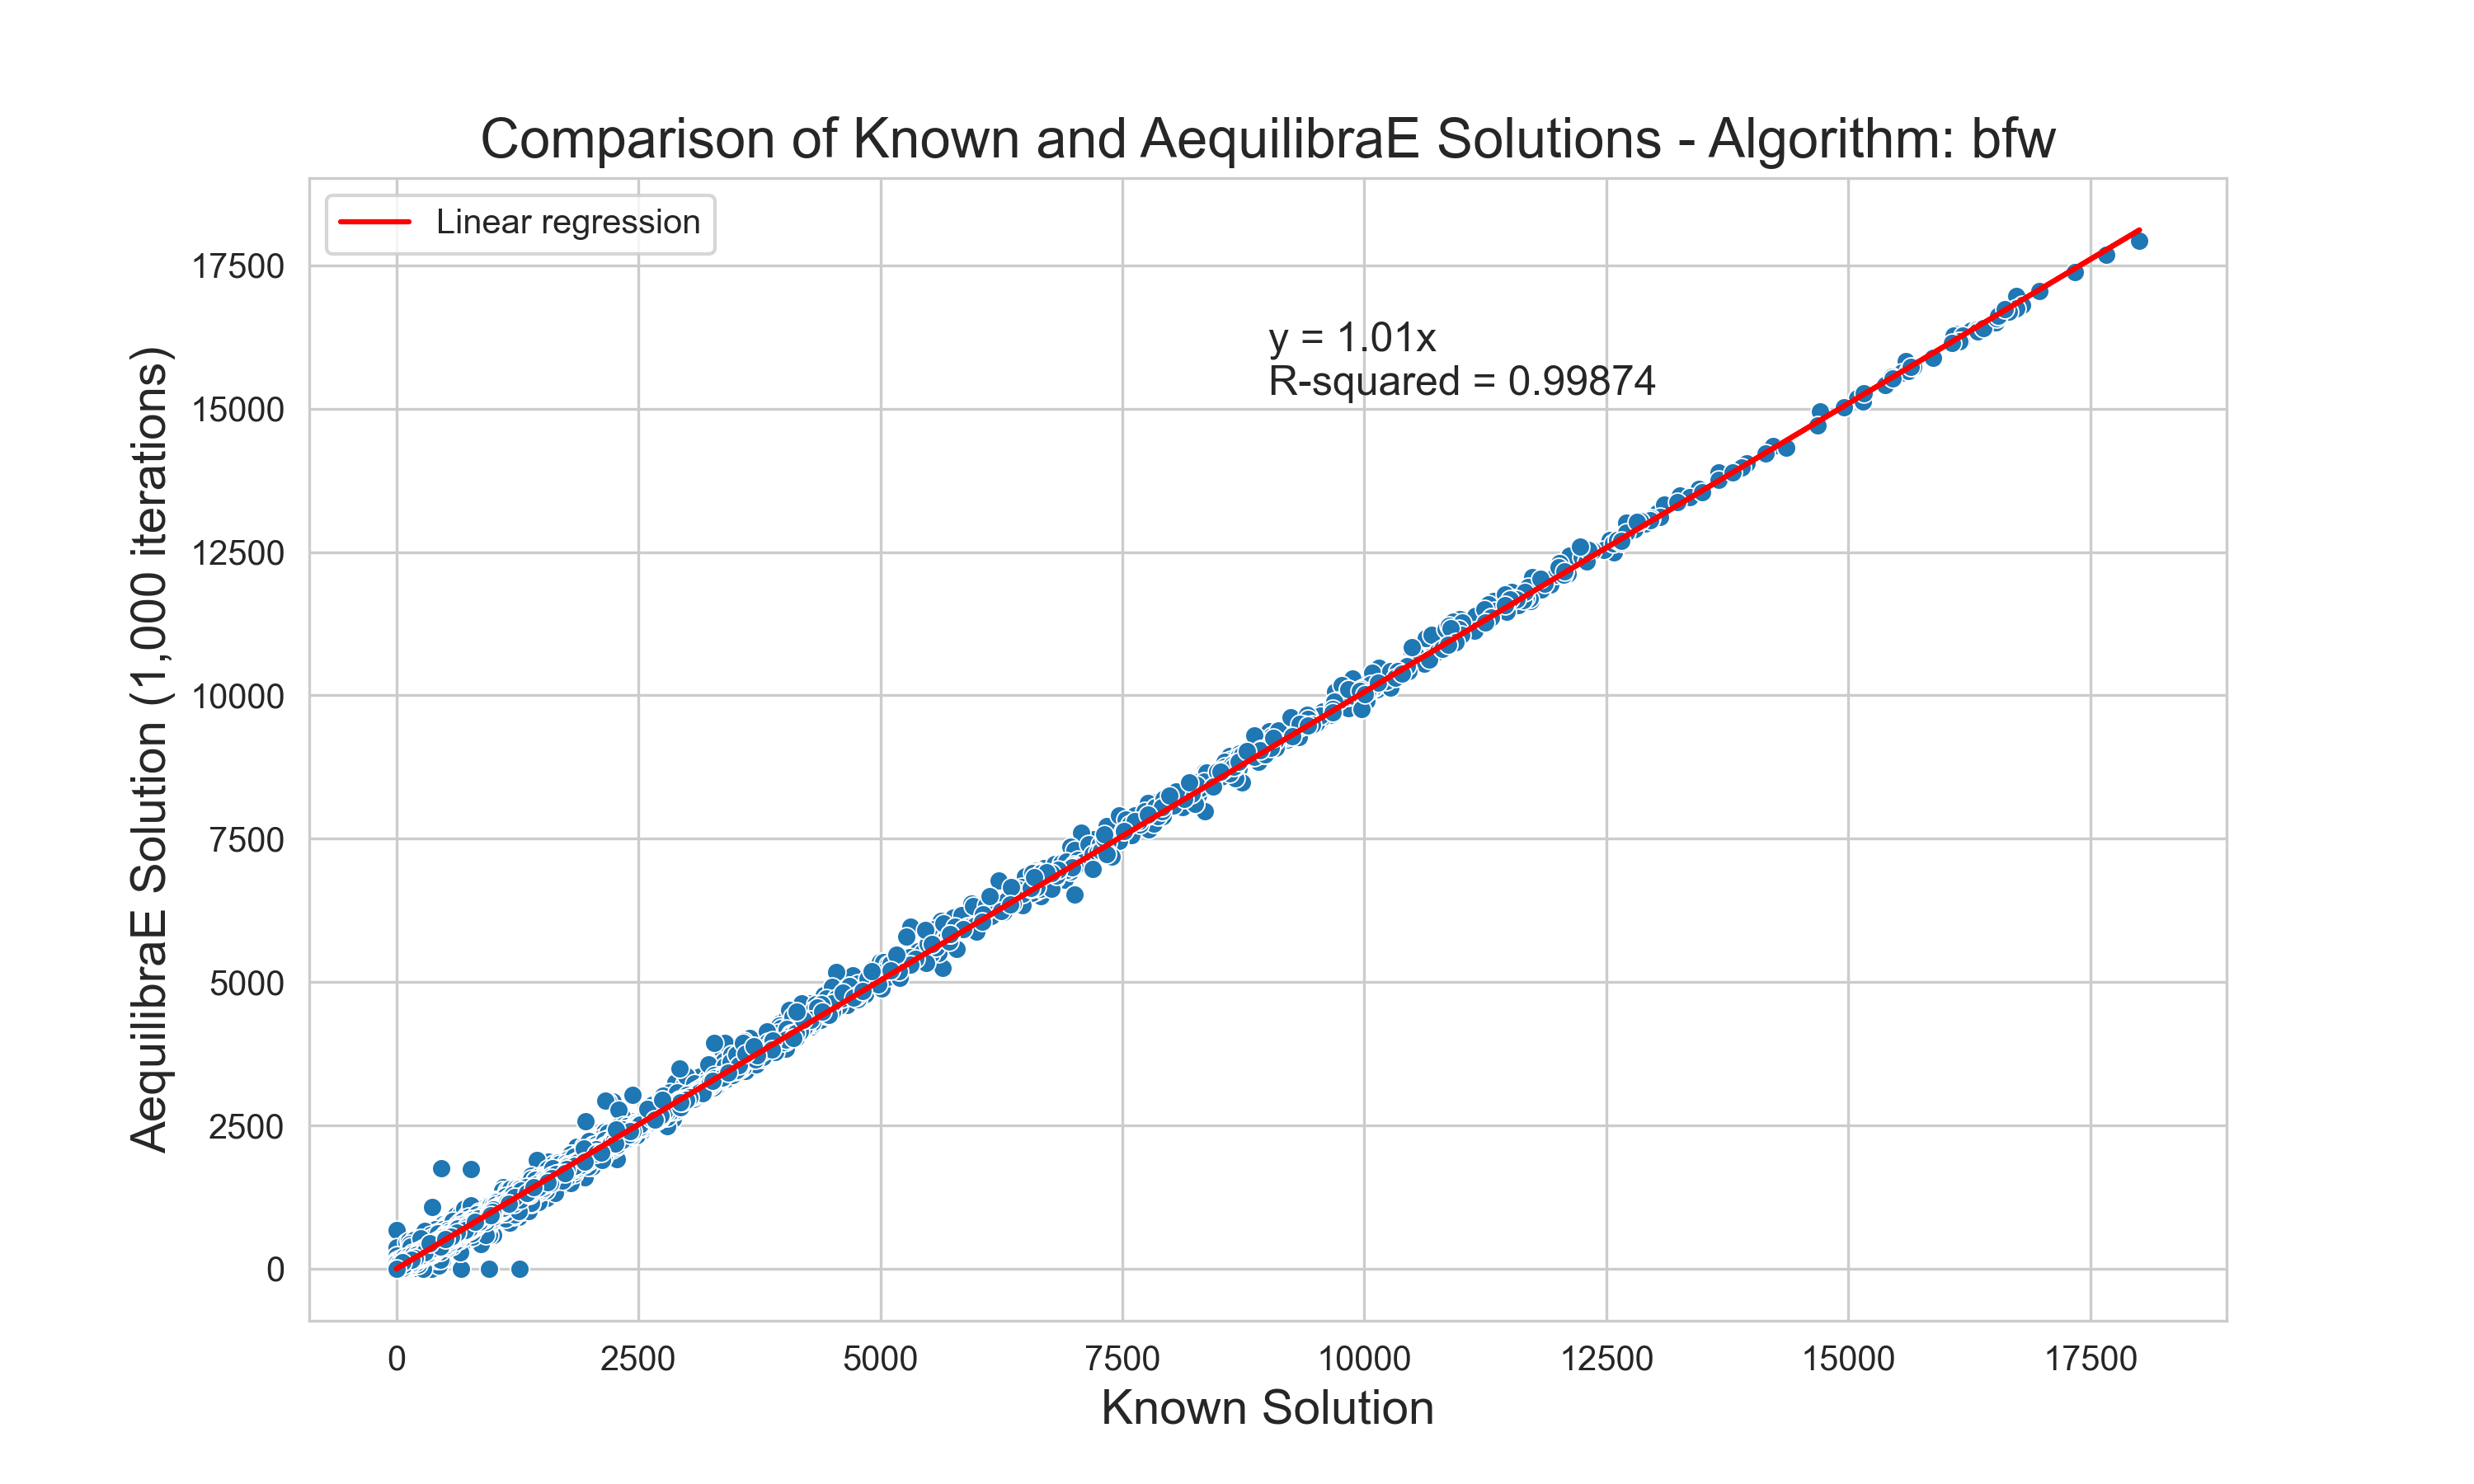 Comparison of Known and AequilibraE Solutions - Algorithm: bfw
Linear regression
y = 1.01x
R-squared = 0.99874
AequilibraE Solution (1,000 iterations)
17500
15000
12500
10000
7500
5000
2500
0
0 2500 5000 7500 10000 12500 15000 17500
Known Solution